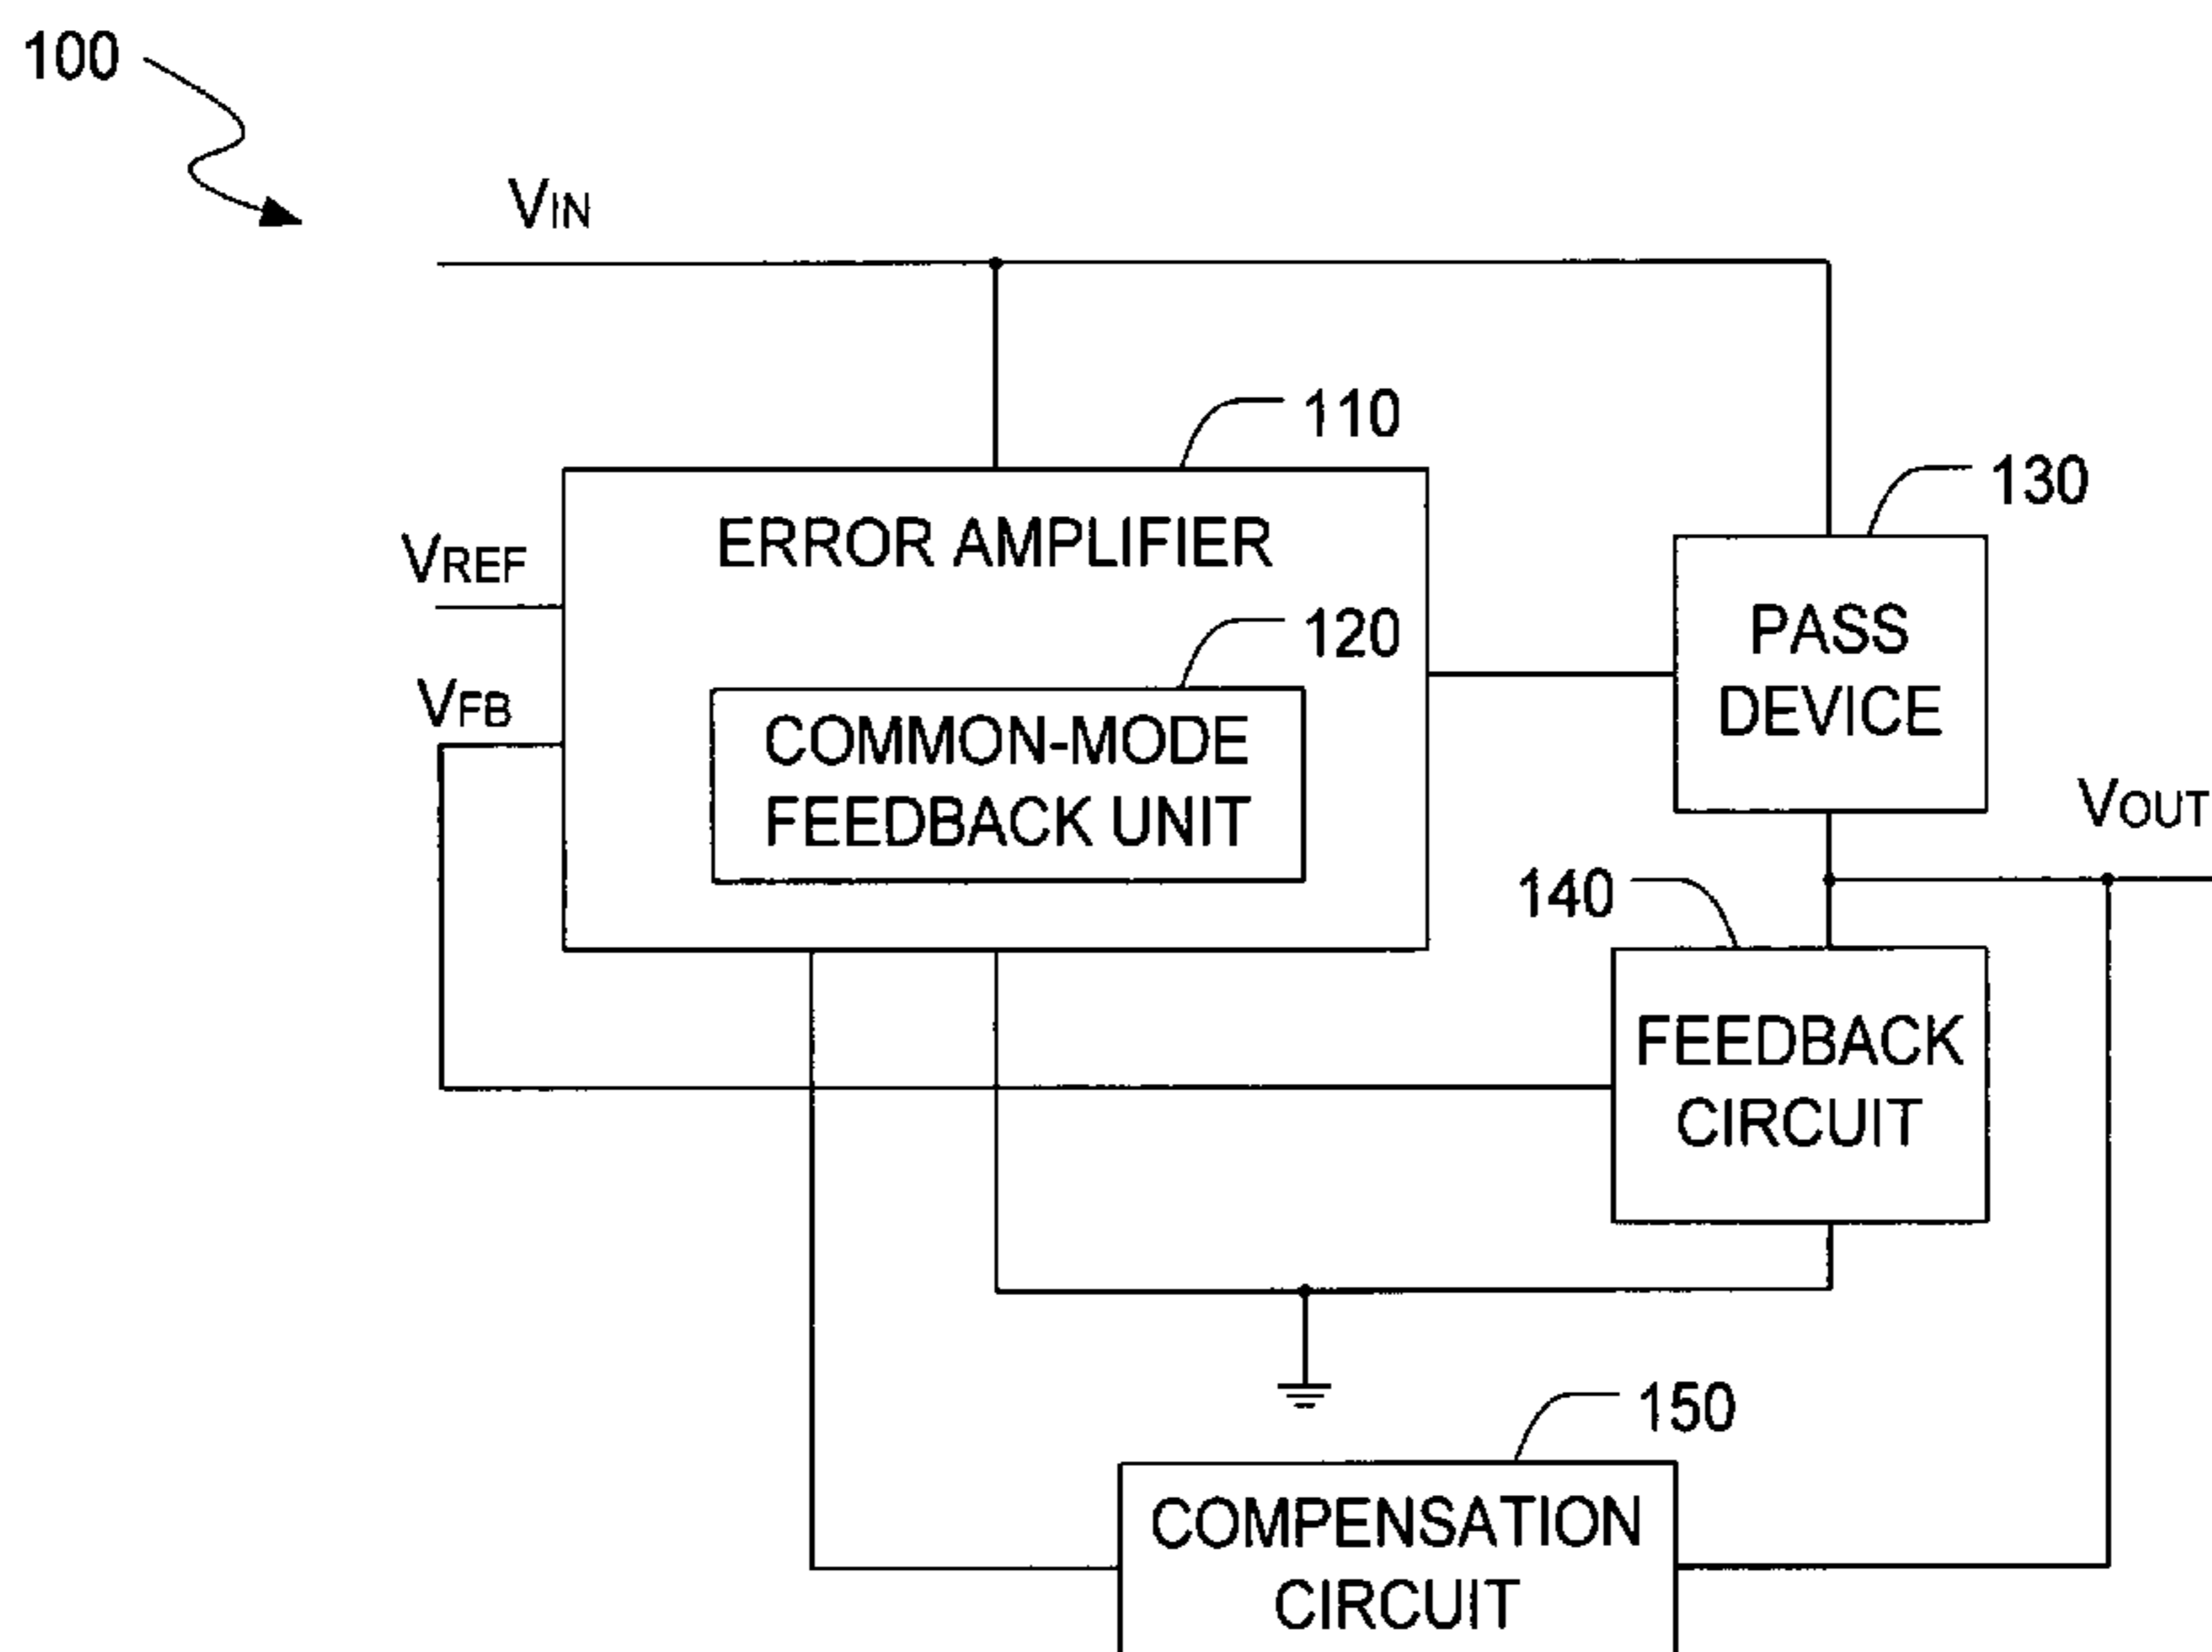 100
VIN
110
130
ERROR AMPLIFIER
VREF
120
PASS
DEVICE
VFB
COMMON-MODE
FEEDBACK UNIT
VOUT
140
FEEDBACK
CIRCUIT
150
COMPENSATION
CIRCUIT